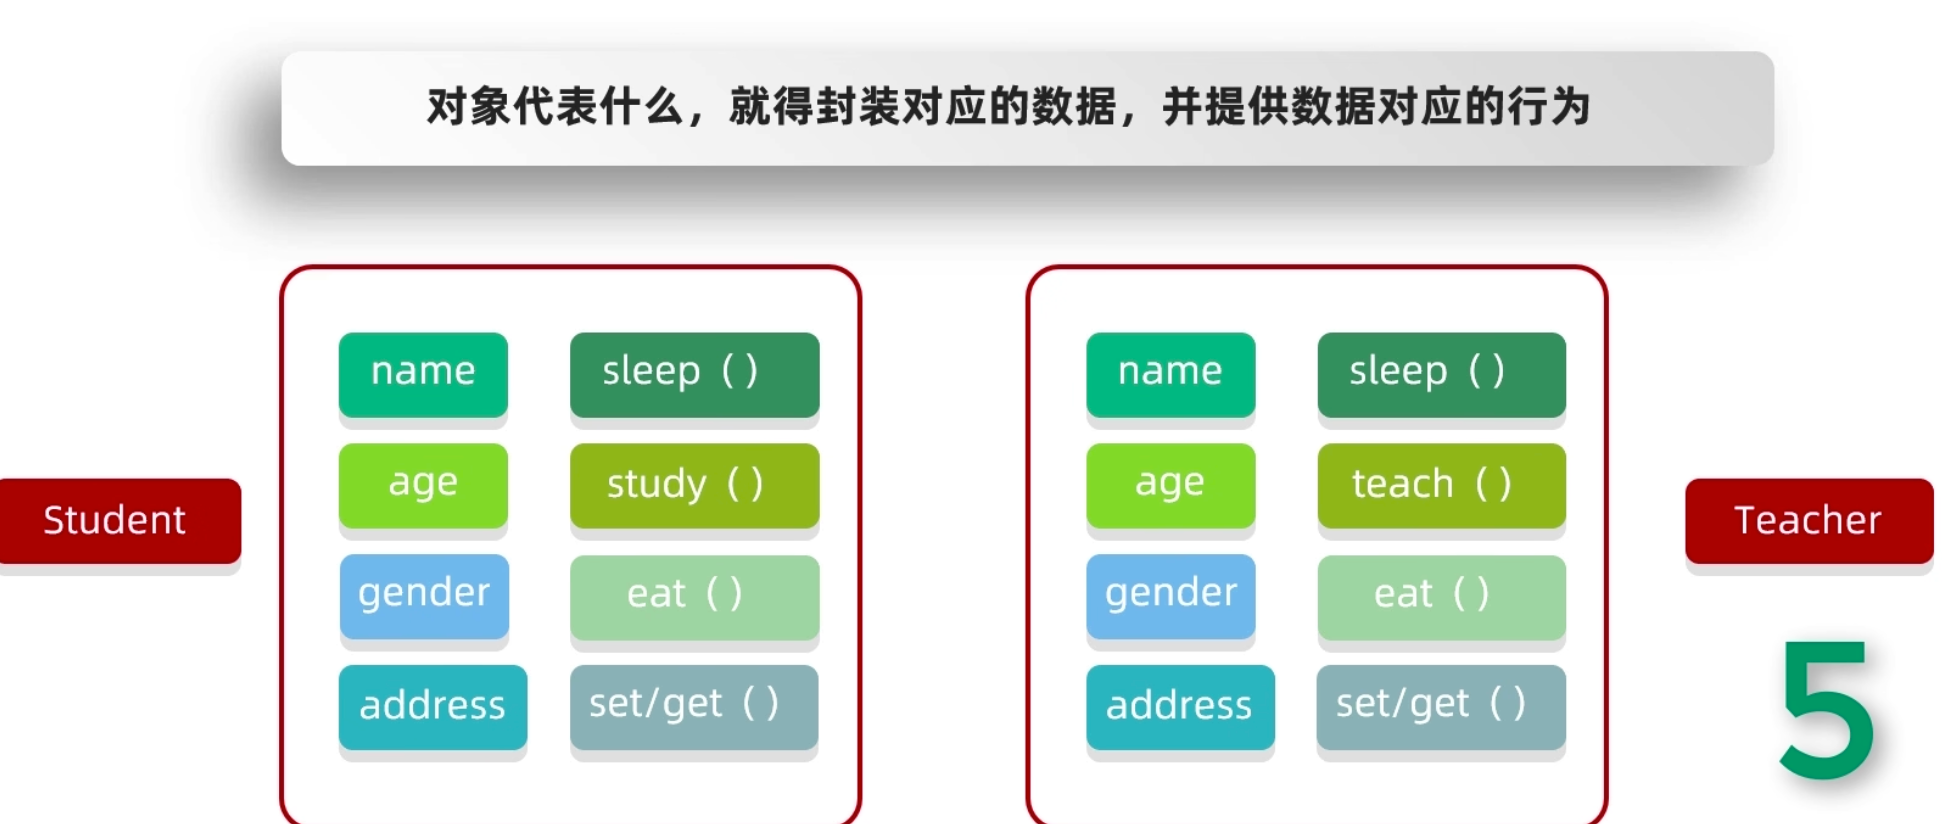 对象代表什么，就得封装对应的数据，并提供数据对应的行为
Student
name
sleep（）
age
study（）
gender
eat（）
address
set/get（）
name
sleep（）
age
teach（）
gender
eat（）
address
set/get（）
Teacher
5